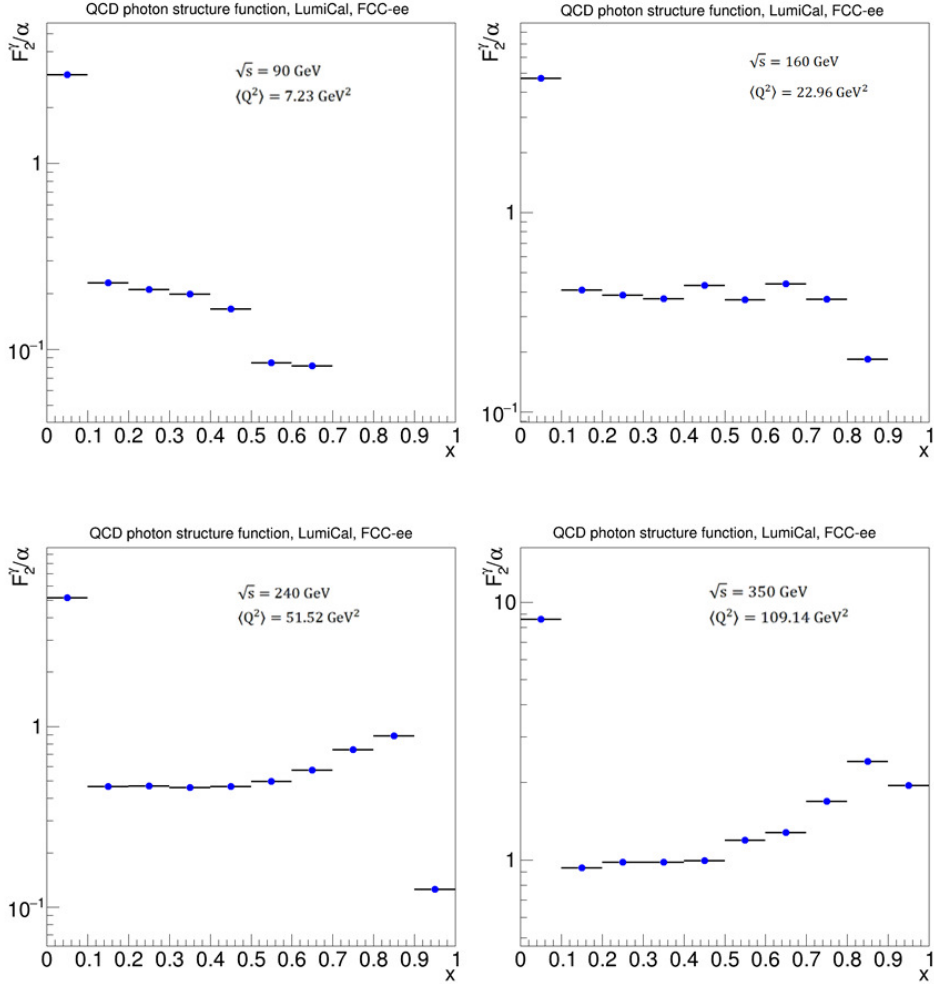 QCD photon structure function, LumiCal, FCC-ee
F₂^γ/α
√s = 90 GeV
⟨Q²⟩ = 7.23 GeV²
1
10⁻¹
0 0.1 0.2 0.3 0.4 0.5 0.6 0.7 0.8 0.9 1
x
QCD photon structure function, LumiCal, FCC-ee
F₂^γ/α
√s = 160 GeV
⟨Q²⟩ = 22.96 GeV²
1
10⁻¹
0 0.1 0.2 0.3 0.4 0.5 0.6 0.7 0.8 0.9 1
x
QCD photon structure function, LumiCal, FCC-ee
F₂^γ/α
√s = 240 GeV
⟨Q²⟩ = 51.52 GeV²
1
10⁻¹
0 0.1 0.2 0.3 0.4 0.5 0.6 0.7 0.8 0.9 1
x
QCD photon structure function, LumiCal, FCC-ee
F₂^γ/α
√s = 350 GeV
⟨Q²⟩ = 109.14 GeV²
10
1
0 0.1 0.2 0.3 0.4 0.5 0.6 0.7 0.8 0.9 1
x